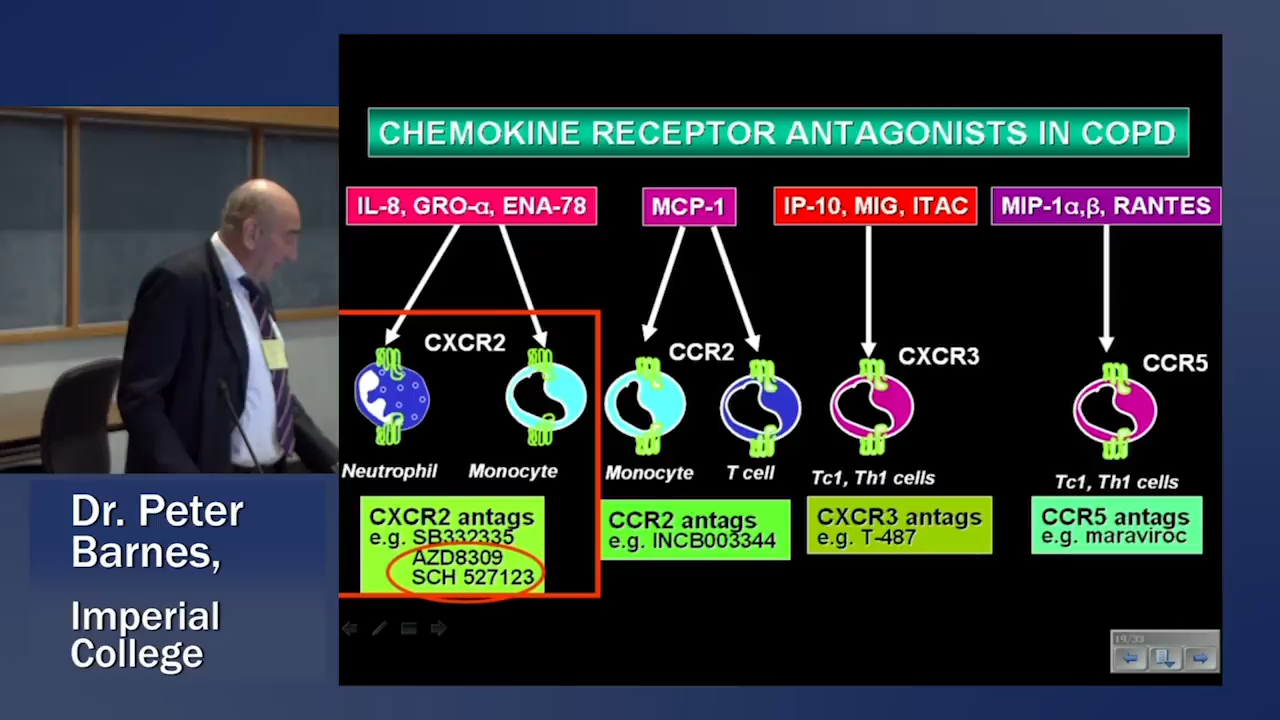 CHEMOKINE RECEPTOR ANTAGONISTS IN COPD
IL-8, GRO-α, ENA-78
MCP-1
IP-10, MIG, ITAC
MIP-1α,β, RANTES
CXCR2
CCR2
CXCR3
CCR5
Neutrophil
Monocyte
Monocyte
T cell
Tc1, Th1 cells
Tc1, Th1 cells
CXCR2 antags
e.g. SB332335
AZD8309
SCH 527123
CCR2 antags
e.g. INCB003344
CXCR3 antags
e.g. T-487
CCR5 antags
e.g. maraviroc
19/33
Dr. Peter
Barnes,
Imperial
College